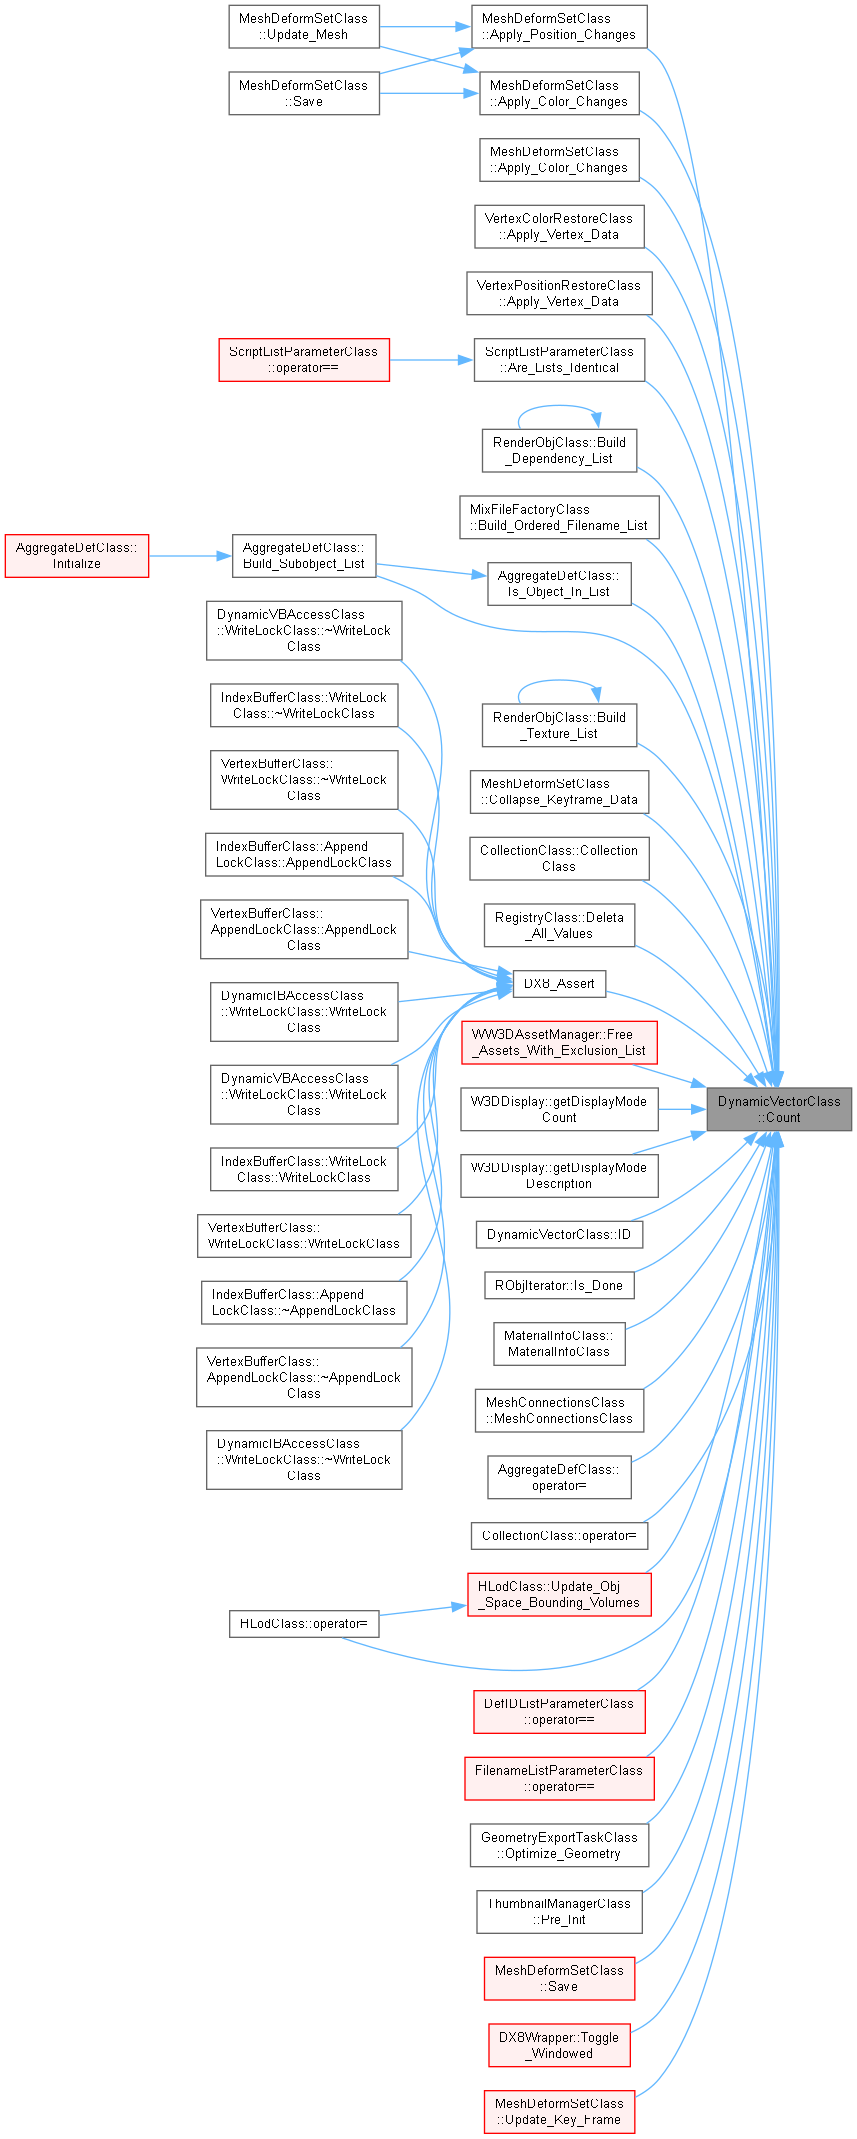 MeshDeformSetClass
::Update_Mesh
MeshDeformSetClass
::Apply_Position_Changes
MeshDeformSetClass
::Save
MeshDeformSetClass
::Apply_Color_Changes
MeshDeformSetClass
::Apply_Color_Changes
VertexColorRestoreClass
::Apply_Vertex_Data
VertexPositionRestoreClass
::Apply_Vertex_Data
ScriptListParameterClass
::operator==
ScriptListParameterClass
::Are_Lists_Identical
RenderObjClass::Build
_Dependency_List
MixFileFactoryClass
::Build_Ordered_Filename_List
AggregateDefClass::
Initialize
AggregateDefClass::
Build_Subobject_List
AggregateDefClass::
Is_Object_In_List
DynamicVBAccessClass
::WriteLockClass::~WriteLock
Class
IndexBufferClass::WriteLock
Class::~WriteLockClass
RenderObjClass::Build
_Texture_List
VertexBufferClass::
WriteLockClass::~WriteLock
Class
MeshDeformSetClass
::Collapse_Keyframe_Data
IndexBufferClass::Append
LockClass::AppendLockClass
CollectionClass::Collection
Class
VertexBufferClass::
AppendLockClass::AppendLock
Class
RegistryClass::Deleta
_All_Values
DX8_Assert
DynamicIBAccessClass
::WriteLockClass::WriteLock
Class
WW3DAssetManager::Free
_Assets_With_Exclusion_List
DynamicVBAccessClass
::WriteLockClass::WriteLock
Class
W3DDisplay::getDisplayMode
Count
DynamicVectorClass
::Count
IndexBufferClass::WriteLock
Class::WriteLockClass
W3DDisplay::getDisplayMode
Description
VertexBufferClass::
WriteLockClass::WriteLockClass
DynamicVectorClass::ID
IndexBufferClass::Append
LockClass::~AppendLockClass
RObjIterator::Is_Done
VertexBufferClass::
AppendLockClass::~AppendLock
Class
MaterialInfoClass::
MaterialInfoClass
MeshConnectionsClass
::MeshConnectionsClass
DynamicIBAccessClass
::WriteLockClass::~WriteLock
Class
AggregateDefClass::
operator=
CollectionClass::operator=
HLodClass::Update_Obj
_Space_Bounding_Volumes
HLodClass::operator=
DefIDListParameterClass
::operator==
FilenameListParameterClass
::operator==
GeometryExportTaskClass
::Optimize_Geometry
ThumbnailManagerClass
::Pre_Init
MeshDeformSetClass
::Save
DX8Wrapper::Toggle
_Windowed
MeshDeformSetClass
::Update_Key_Frame